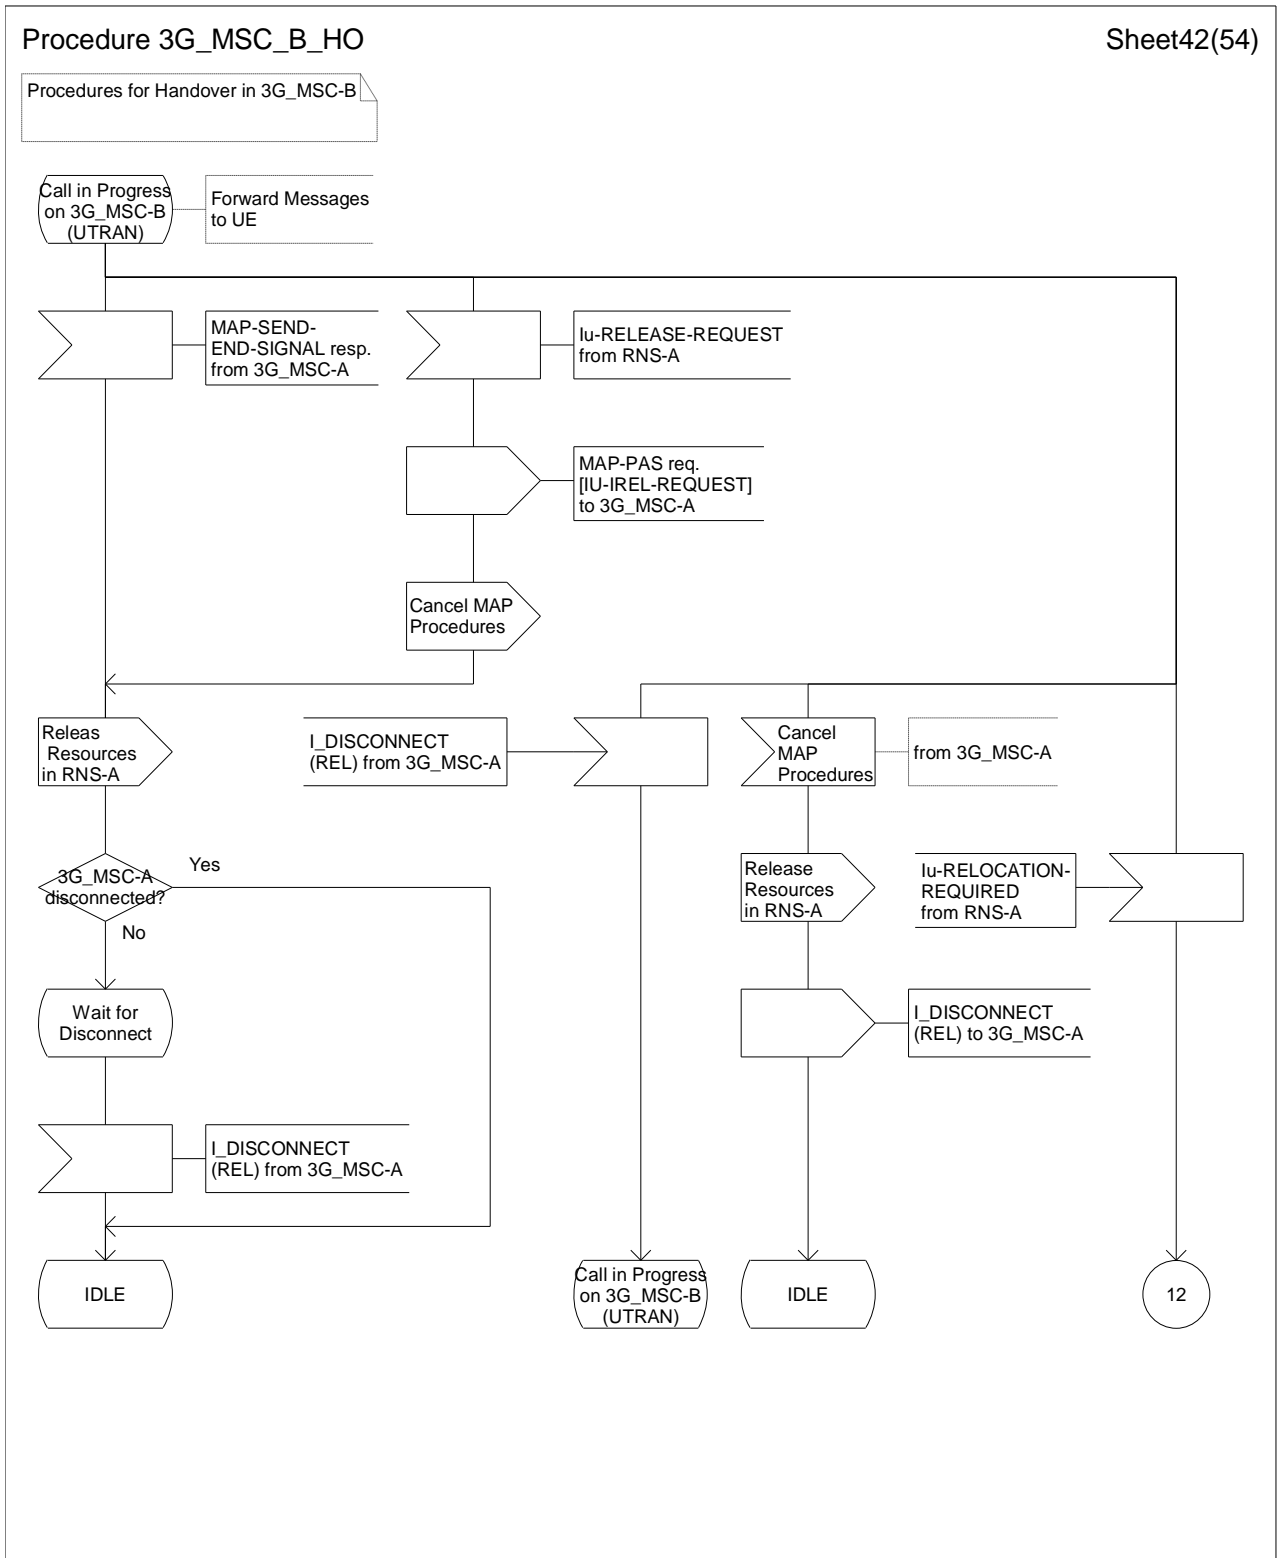 Procedure 3G_MSC_B_HO
Sheet42(54)
Procedures for Handover in 3G_MSC-B
Call in Progress
on 3G_MSC-B
(UTRAN)
Forward Messages
to UE
MAP-SEND-
END-SIGNAL resp.
from 3G_MSC-A
Iu-RELEASE-REQUEST
from RNS-A
MAP-PAS req.
[IU-IREL-REQUEST]
to 3G_MSC-A
Cancel MAP
Procedures
Releas
Resources
in RNS-A
I_DISCONNECT
(REL) from 3G_MSC-A
Cancel
MAP
Procedures
from 3G_MSC-A
3G_MSC-A
disconnected?
Yes
No
Release
Resources
in RNS-A
Iu-RELOCATION-
REQUIRED
from RNS-A
Wait for
Disconnect
I_DISCONNECT
(REL) to 3G_MSC-A
I_DISCONNECT
(REL) from 3G_MSC-A
IDLE
Call in Progress
on 3G_MSC-B
(UTRAN)
IDLE
12